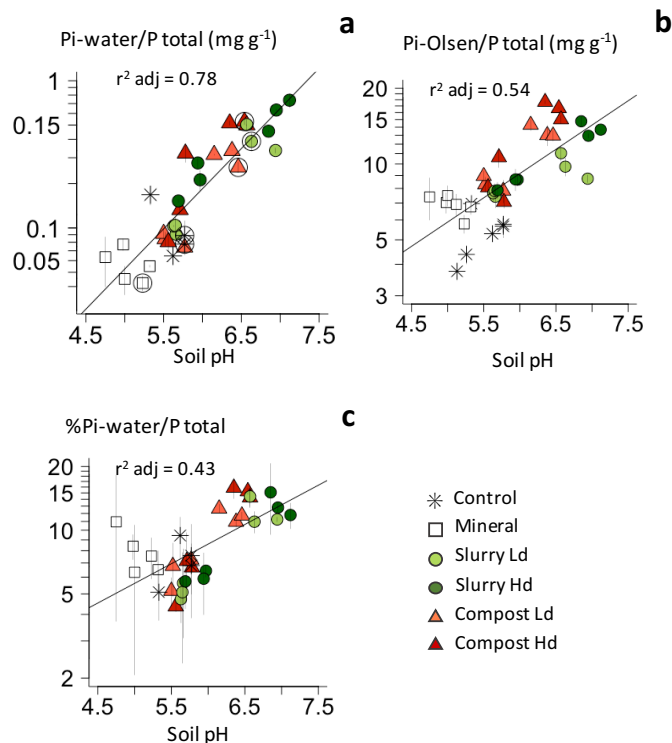 Pi-water/P total (mg g⁻¹)
a
r² adj = 0.78
1
0.15
0.1
0.05
4.5
5.5
6.5
7.5
Soil pH
Pi-Olsen/P total (mg g⁻¹)
b
r² adj = 0.54
20
15
10
5
3
4.5
5.5
6.5
7.5
Soil pH
%Pi-water/P total
c
r² adj = 0.43
20
15
10
5
2
4.5
5.5
6.5
7.5
Soil pH
Control
Mineral
Slurry Ld
Slurry Hd
Compost Ld
Compost Hd